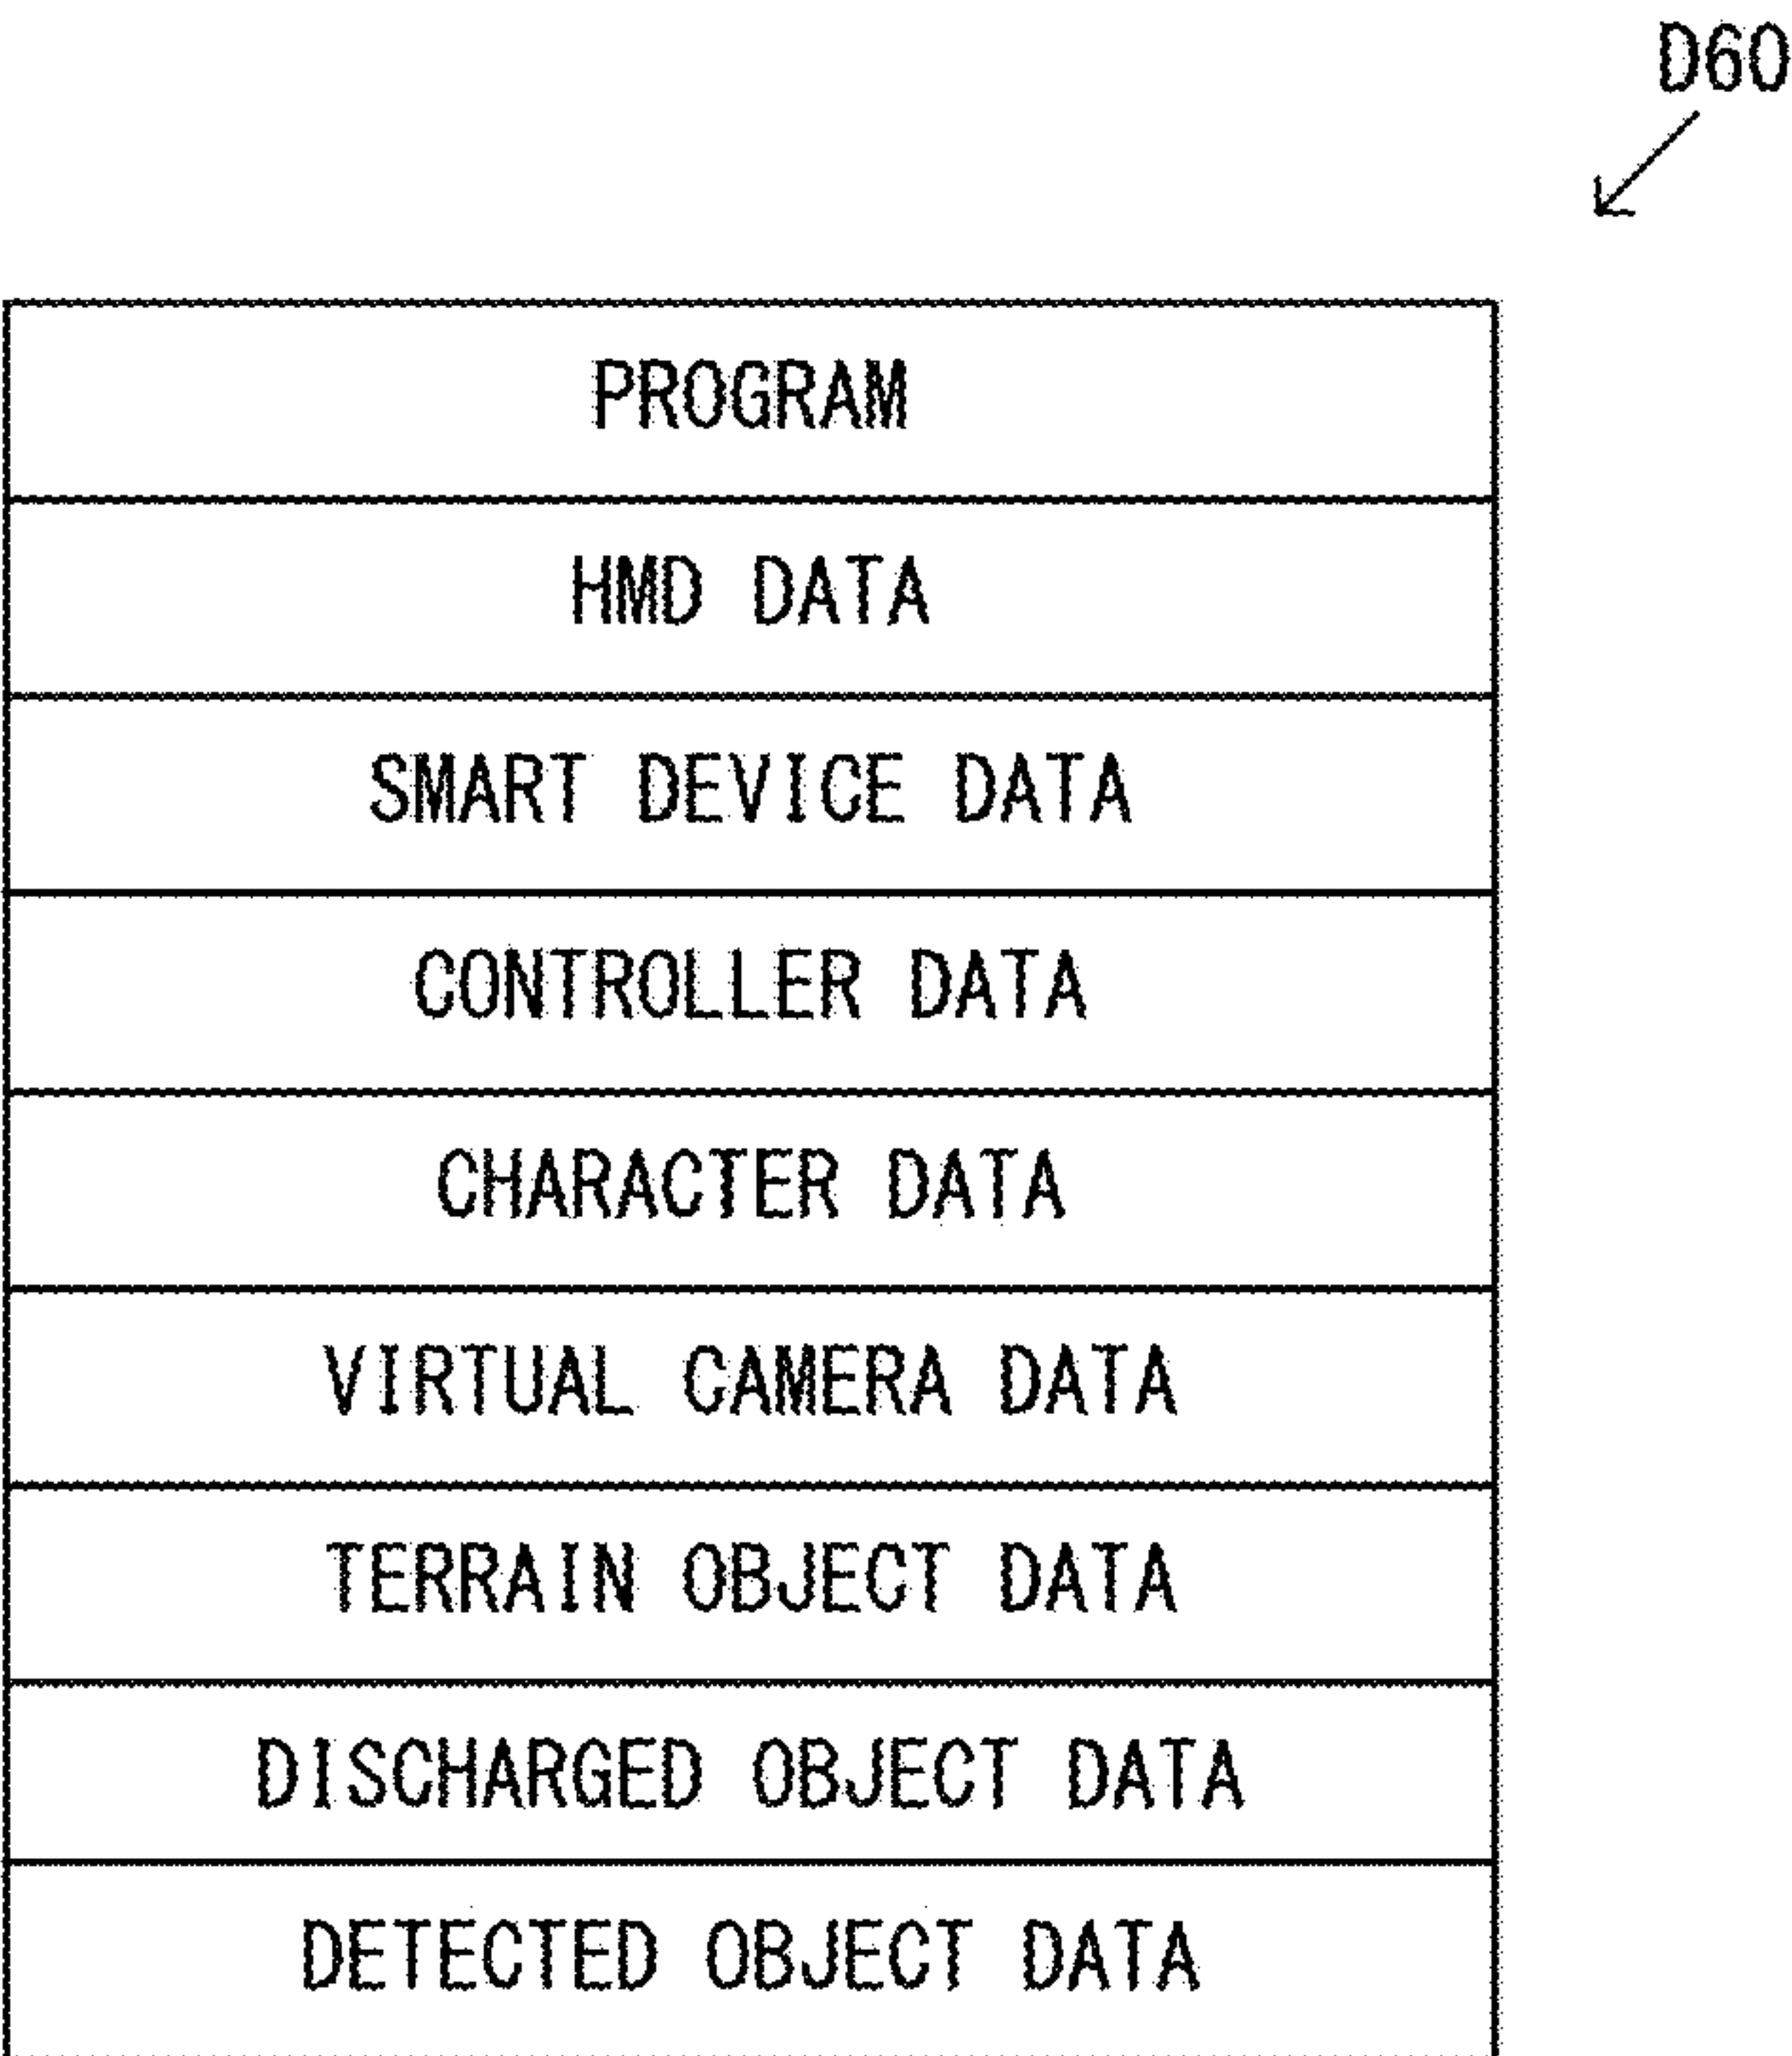 D60
PROGRAM
HMD DATA
SMART DEVICE DATA
CONTROLLER DATA
CHARACTER DATA
VIRTUAL CAMERA DATA
TERRAIN OBJECT DATA
DISCHARGED OBJECT DATA
DETECTED OBJECT DATA